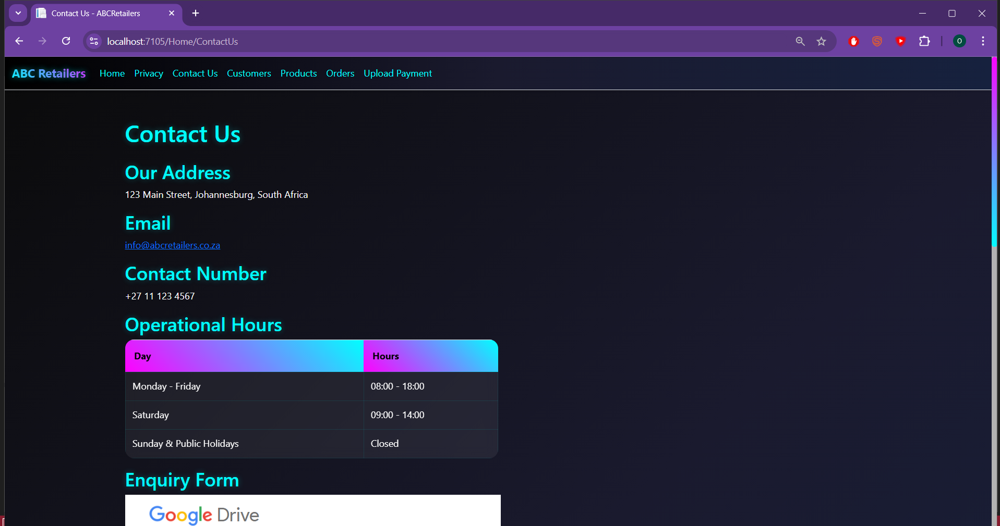 Contact Us - ABCRetailers
localhost:7105/Home/ContactUs
O
ABC Retailers Home Privacy Contact Us Customers Products Orders Upload Payment
Contact Us
Our Address
123 Main Street, Johannesburg, South Africa
Email
info@abcretailers.co.za
Contact Number
+27 11 123 4567
Operational Hours
Day Hours
Monday - Friday 08:00 - 18:00
Saturday 09:00 - 14:00
Sunday & Public Holidays Closed
Enquiry Form
Google Drive